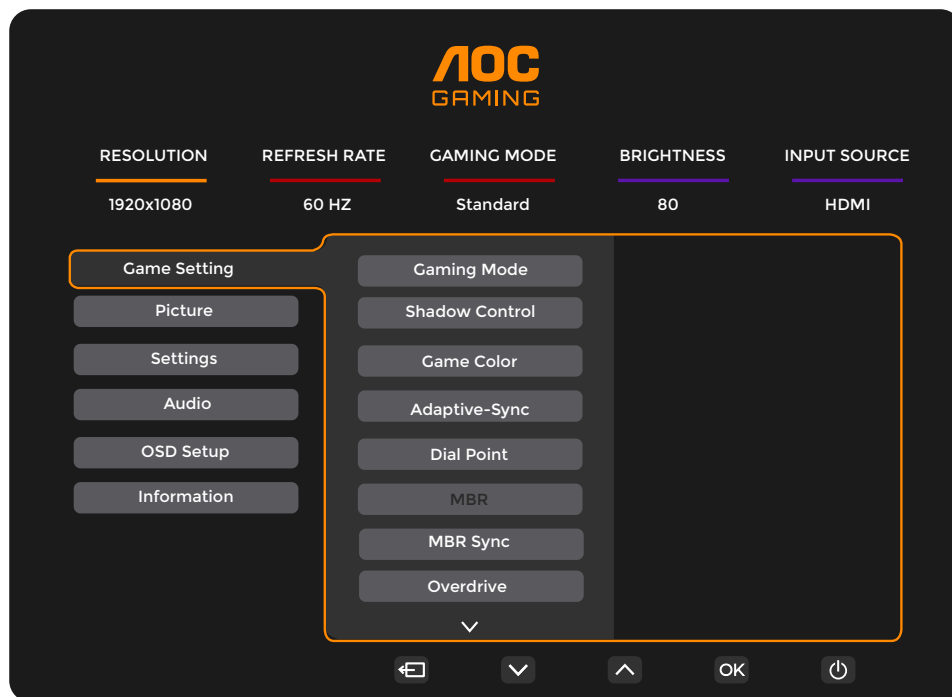 AOC
GAMING
RESOLUTION REFRESH RATE GAMING MODE BRIGHTNESS INPUT SOURCE
1920x1080 60 HZ Standard 80 HDMI
Game Setting
Picture
Settings
Audio
OSD Setup
Information
Gaming Mode
Shadow Control
Game Color
Adaptive-Sync
Dial Point
MBR
MBR Sync
Overdrive
OK